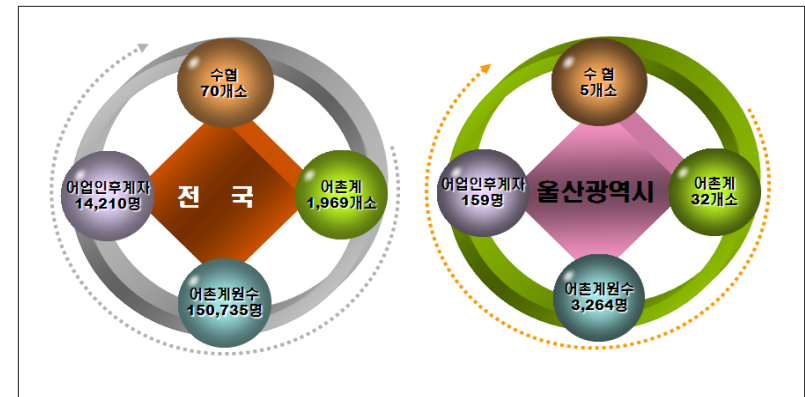 수협
70개소
어업인후계자
14,210명
전 국
어촌계
1,969개소
어촌계원수
150,735명
수 협
5개소
어업인후계자
159명
울산광역시
어촌계
32개소
어촌계원수
3,264명